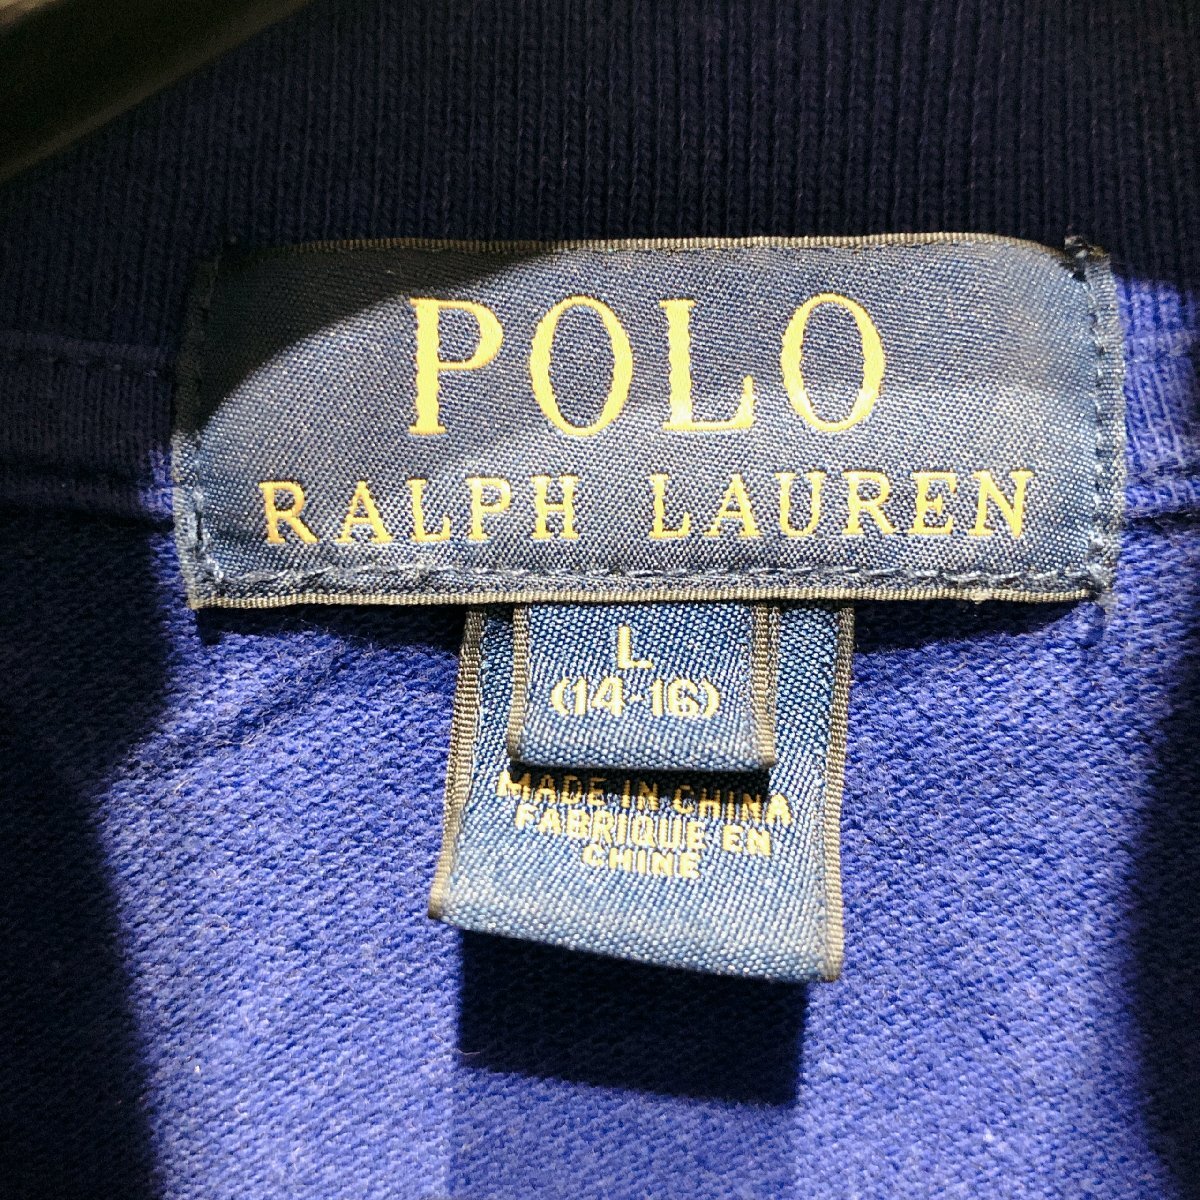 POLO
RALPH LAUREN
L
(14-16)
MADE IN CHINA
FABRIQUE EN
CHINE